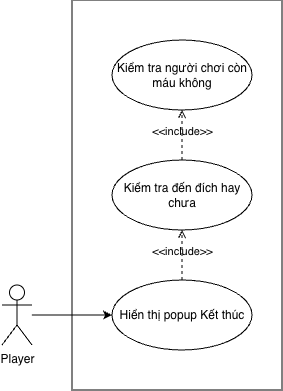 Kiểm tra người chơi còn
máu không
<<include>>
Kiểm tra đến đích hay
chưa
<<include>>
Hiển thị popup Kết thúc
Player